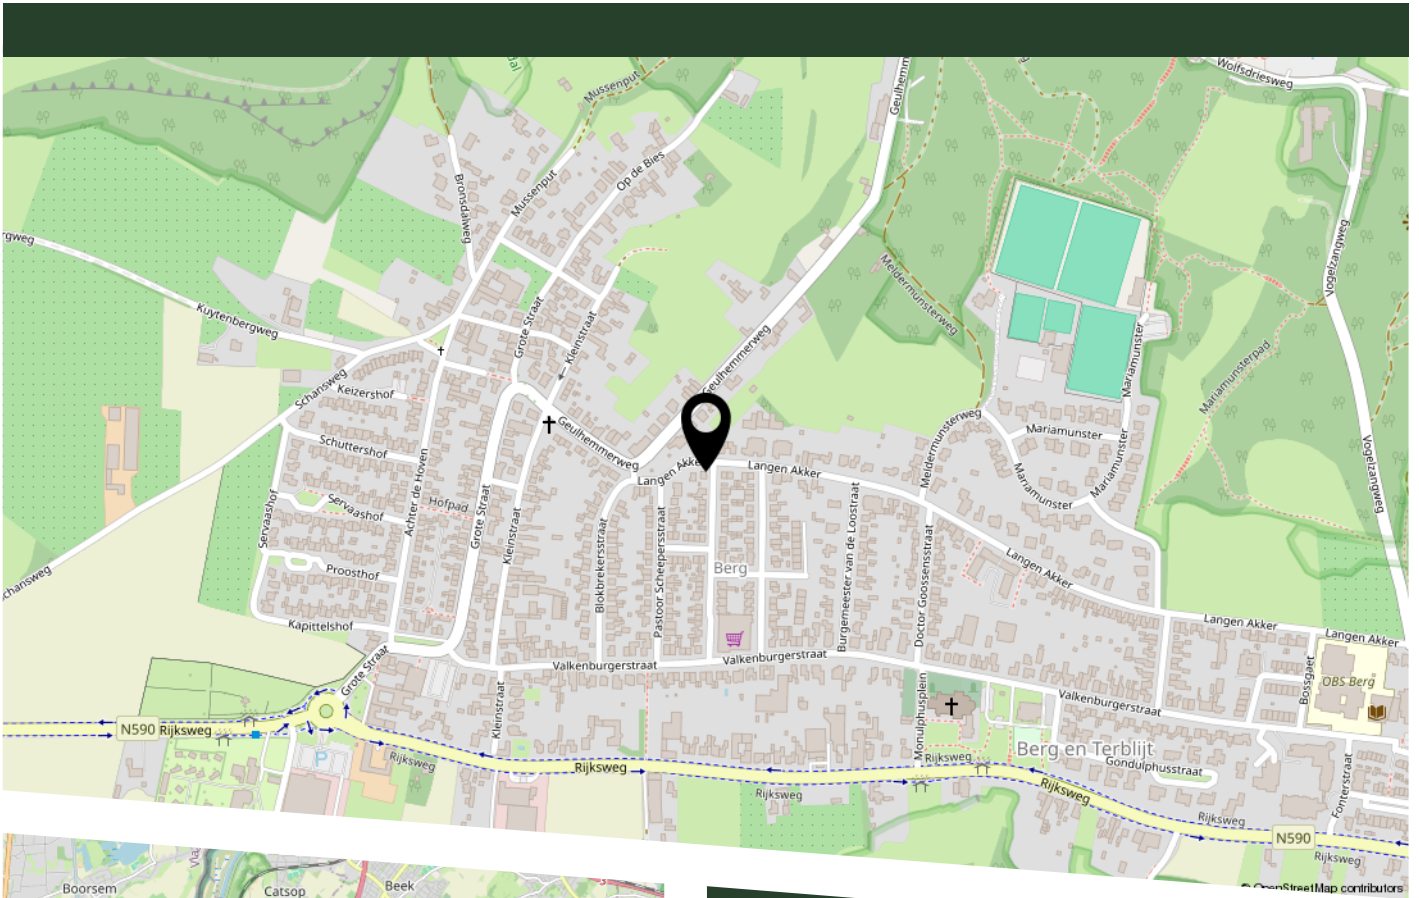 Wolfsdriesweg
Mussenput
Geulhemm
Op de Bies
Bronsdalweg
Mussenput
rgweg
Vogelzangweg
Meldermunsterweg
Kuytenbergweg
Grote Straat
Kleinstraat
Geulhemmerweg
Mariamunster
Mariamunsterpad
Schansweg
Keizershof
Geulhemmerweg
Meldermunsterweg
Mariamunster
Schuttershof
Langen Akker
Langen Akker
Mariamunster
Mariamunster
Vogelzangweg
Achter de Hoven
Hofpad
Servaashof
Servaashof
Grote Straat
Kleinstraat
Blokbrekersstraat
Pastoor Scheepersstraat
Burgemeester van de Loostraat
Doctor Goossensstraat
Langen Akker
Berg
Proosthof
chansweg
Kapittelshof
Langen Akker
Langen Akker
Valkenburgerstraat
Valkenburgerstraat
Grote Straat
OBS Berg
Bossgaet
Valkenburgerstraat
Kleinstraat
Monulphusplein
N590
Rijksweg
Rijksweg
P
Rijksweg
Rijksweg
Berg en Terblijt
Gondulphusstraat
Rijksweg
Rijksweg
Fonterstraat
Rijksweg
N590
Rijksweg
Boorsem
Catsop
Beek
© OpenStreetMap contributors